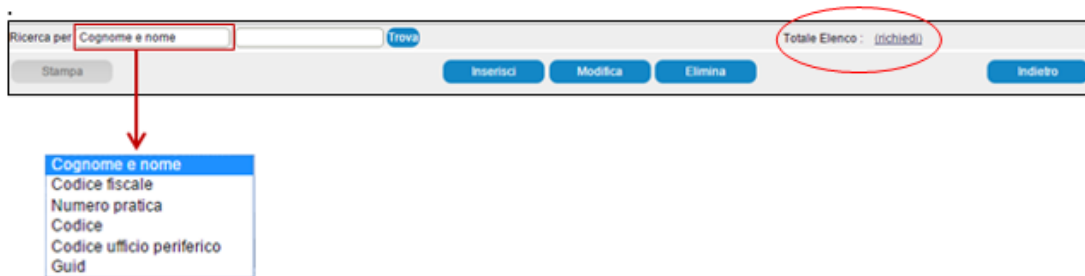 .
Ricerca per Cognome e nome Trova Totale Elenco : (richiedi)
Stampa Inserisci Modifica Elimina Indietro
Cognome e nome
Codice fiscale
Numero pratica
Codice
Codice ufficio periferico
Guid